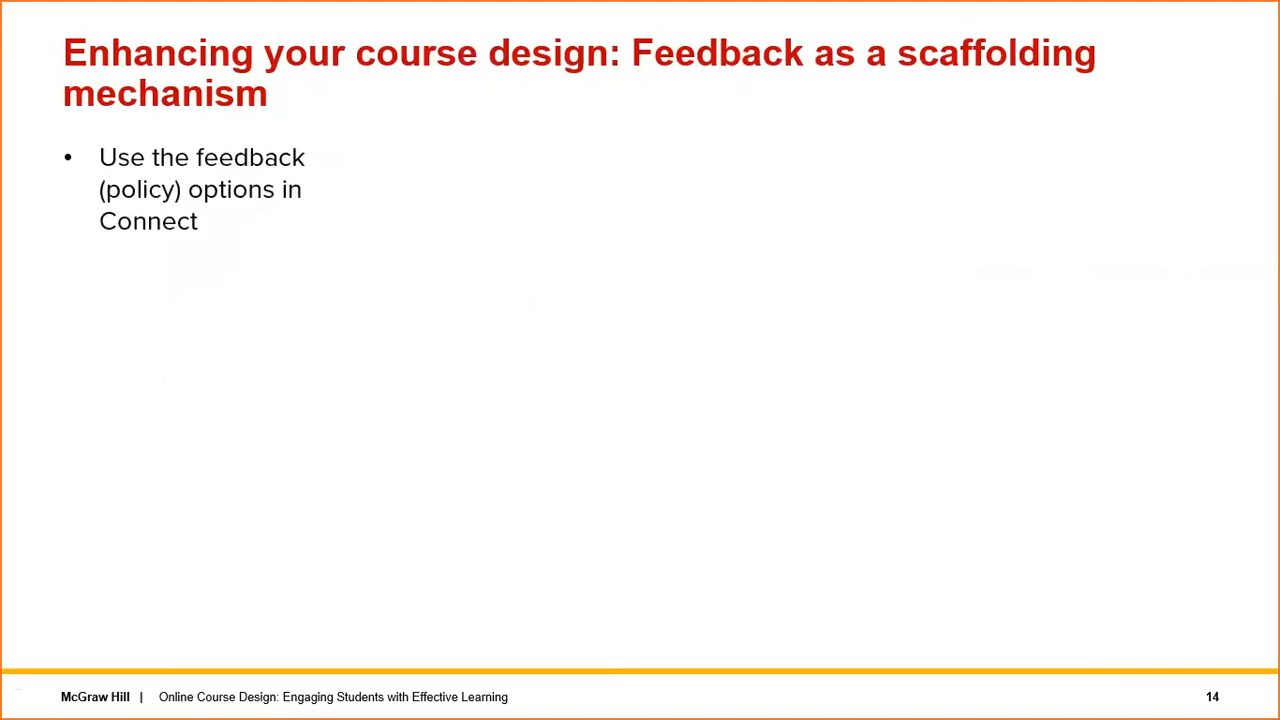 Enhancing your course design: Feedback as a scaffolding
mechanism
• Use the feedback
(policy) options in
Connect
McGraw Hill | Online Course Design: Engaging Students with Effective Learning
14